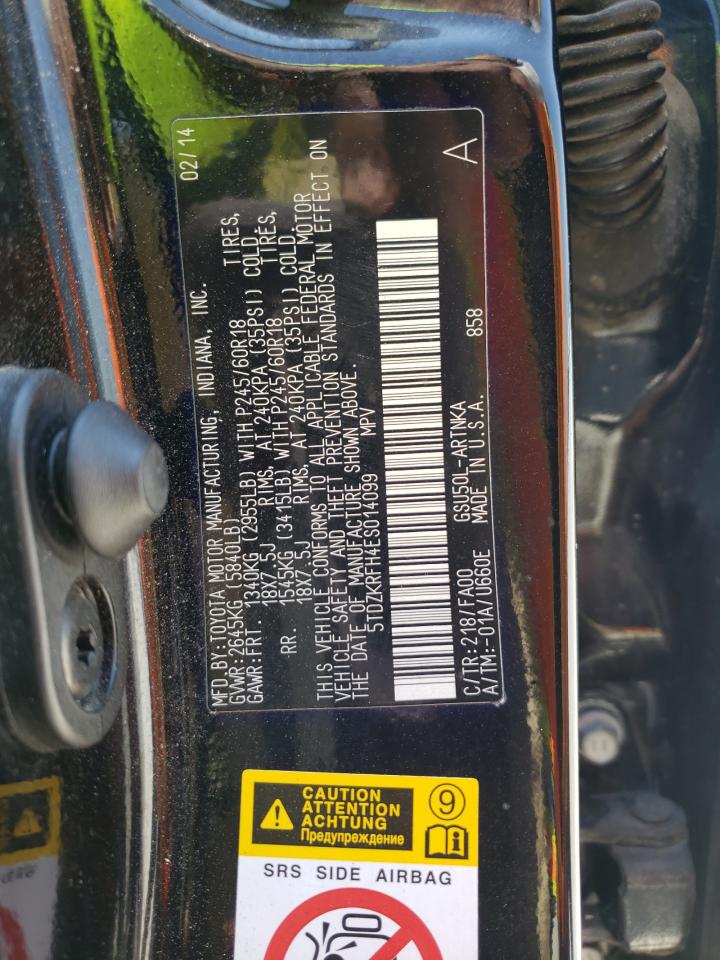 MFD. BY: TOYOTA MOTOR MANUFACTURING, INDIANA, INC. 02/14
GVWR: 2645KG (5840LB)
GAWR: FRT. 1340KG (2955LB) WITH P245/60R18 TIRES,
18X7.5J RIMS, AT 240KPA (35PSI) COLD
RR. 1545KG (3415LB) WITH P245/60R18 TIRES,
18X7.5J RIMS, AT 240KPA (35PSI) COLD.
THIS VEHICLE CONFORMS TO ALL APPLICABLE FEDERAL MOTOR
VEHICLE SAFETY AND THEFT PREVENTION STANDARDS IN EFFECT ON
THE DATE OF MANUFACTURE SHOWN ABOVE.
5TDZKRFH4ES014099 MPV
C/TR: 218/FA00 GSU50L-ARTNKA 858 A
A/TM: -01A/U660E MADE IN U.S.A.
CAUTION
ATTENTION
ACHTUNG
Предупреждение
9
SRS SIDE AIRBAG